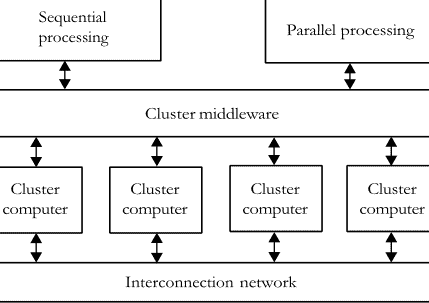 Sequential
processing
Parallel processing
Cluster middleware
Cluster
computer
Cluster
computer
Cluster
computer
Cluster
computer
Interconnection network